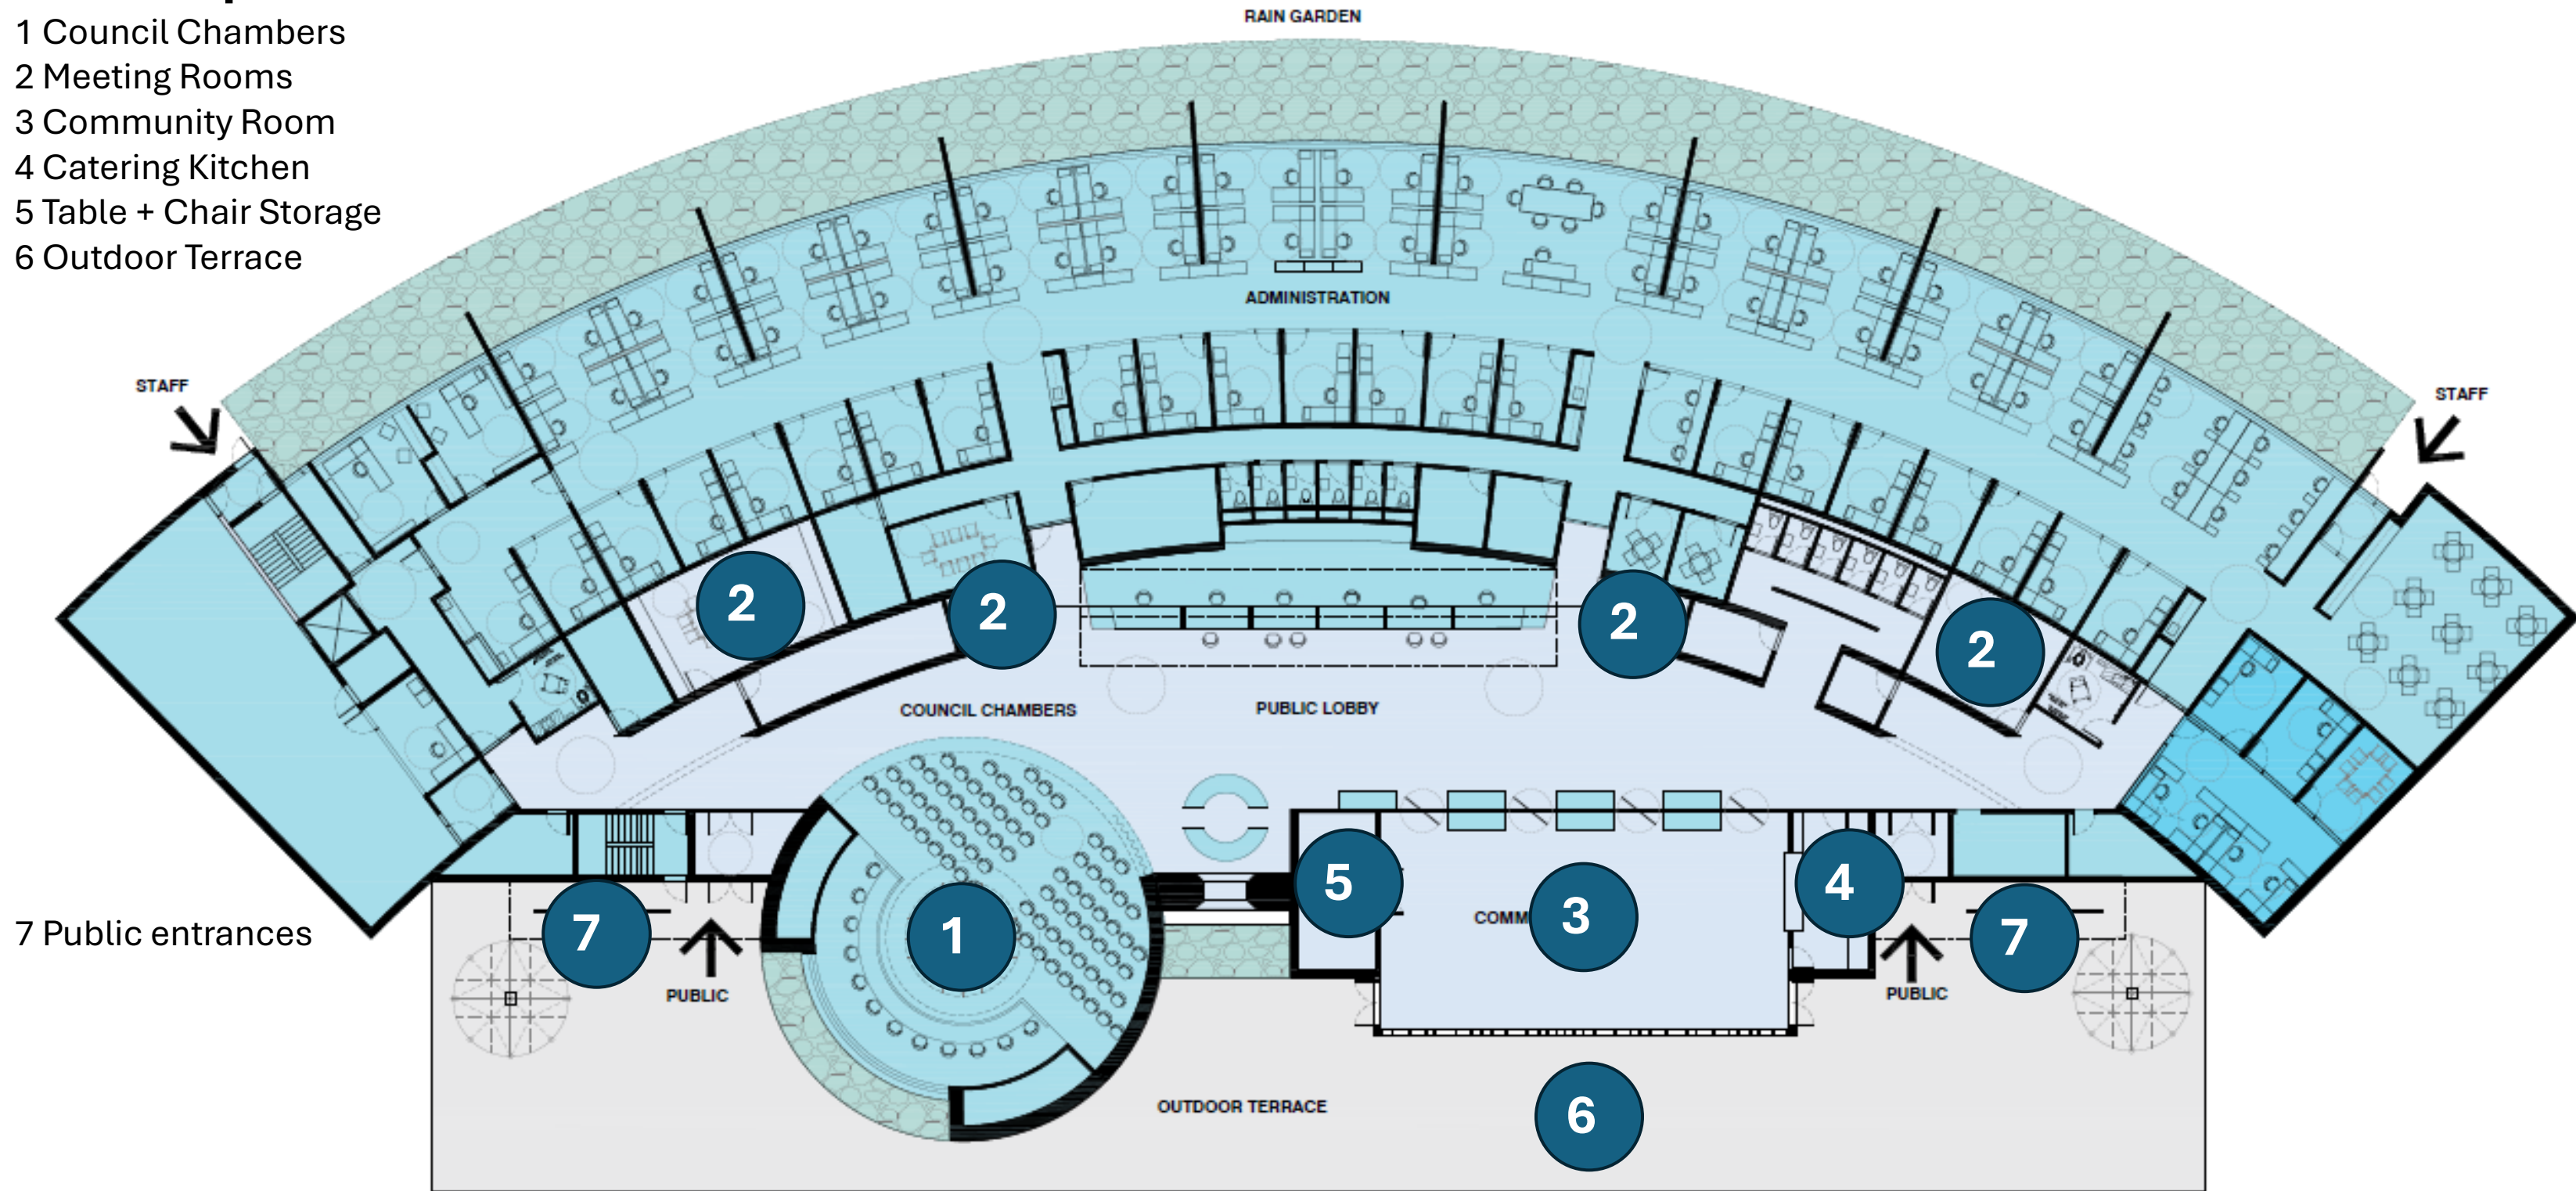 RAIN GARDEN
1 Council Chambers
2 Meeting Rooms
3 Community Room
4 Catering Kitchen
5 Table + Chair Storage
6 Outdoor Terrace
ADMINISTRATION
STAFF
STAFF
2
2
2
2
COUNCIL CHAMBERS
PUBLIC LOBBY
5
3
4
COMM
7 Public entrances
7
1
7
PUBLIC
PUBLIC
OUTDOOR TERRACE
6